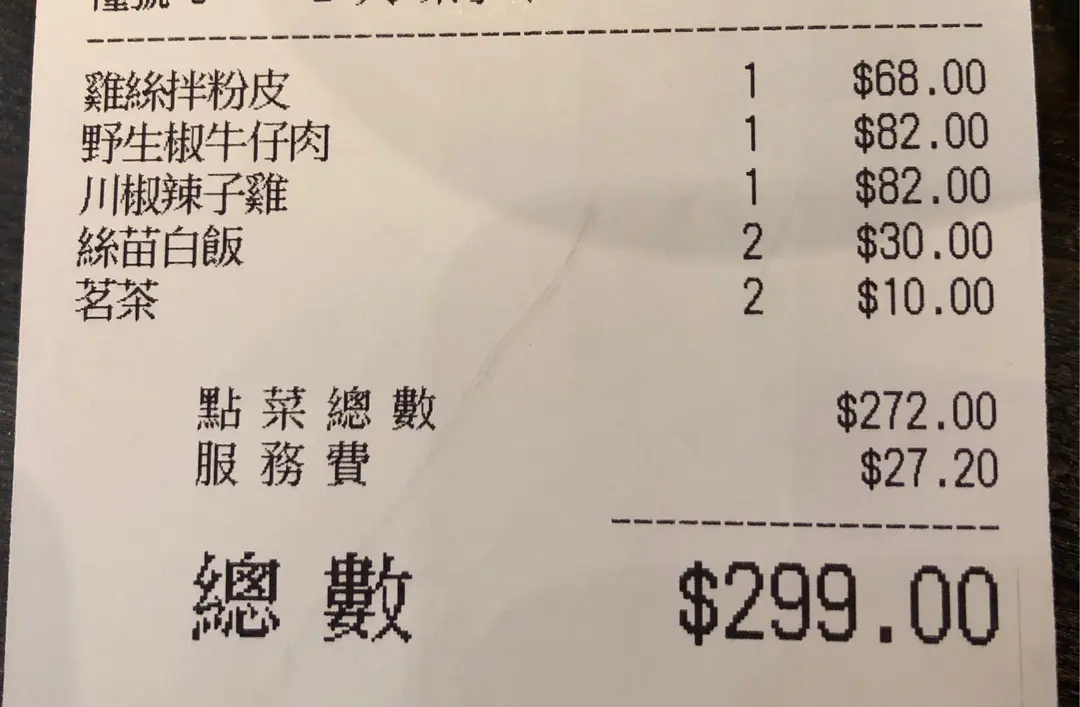 雞絲拌粉皮 1 $68.00
野生椒牛仔肉 1 $82.00
川椒辣子雞 1 $82.00
絲苗白飯 2 $30.00
茗茶 2 $10.00
點菜總數 $272.00
服務費 $27.20
總數 $299.00